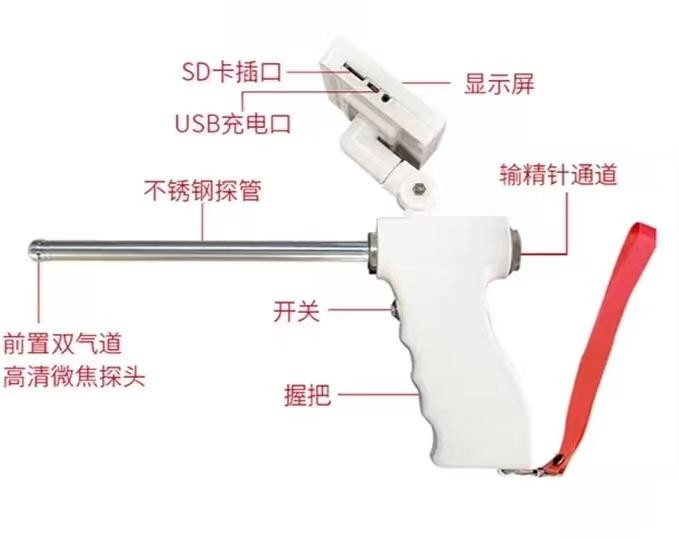 SD卡插口
显示屏
USB充电口
不锈钢探管
输精针通道
开关
前置双气道
高清微焦探头
握把